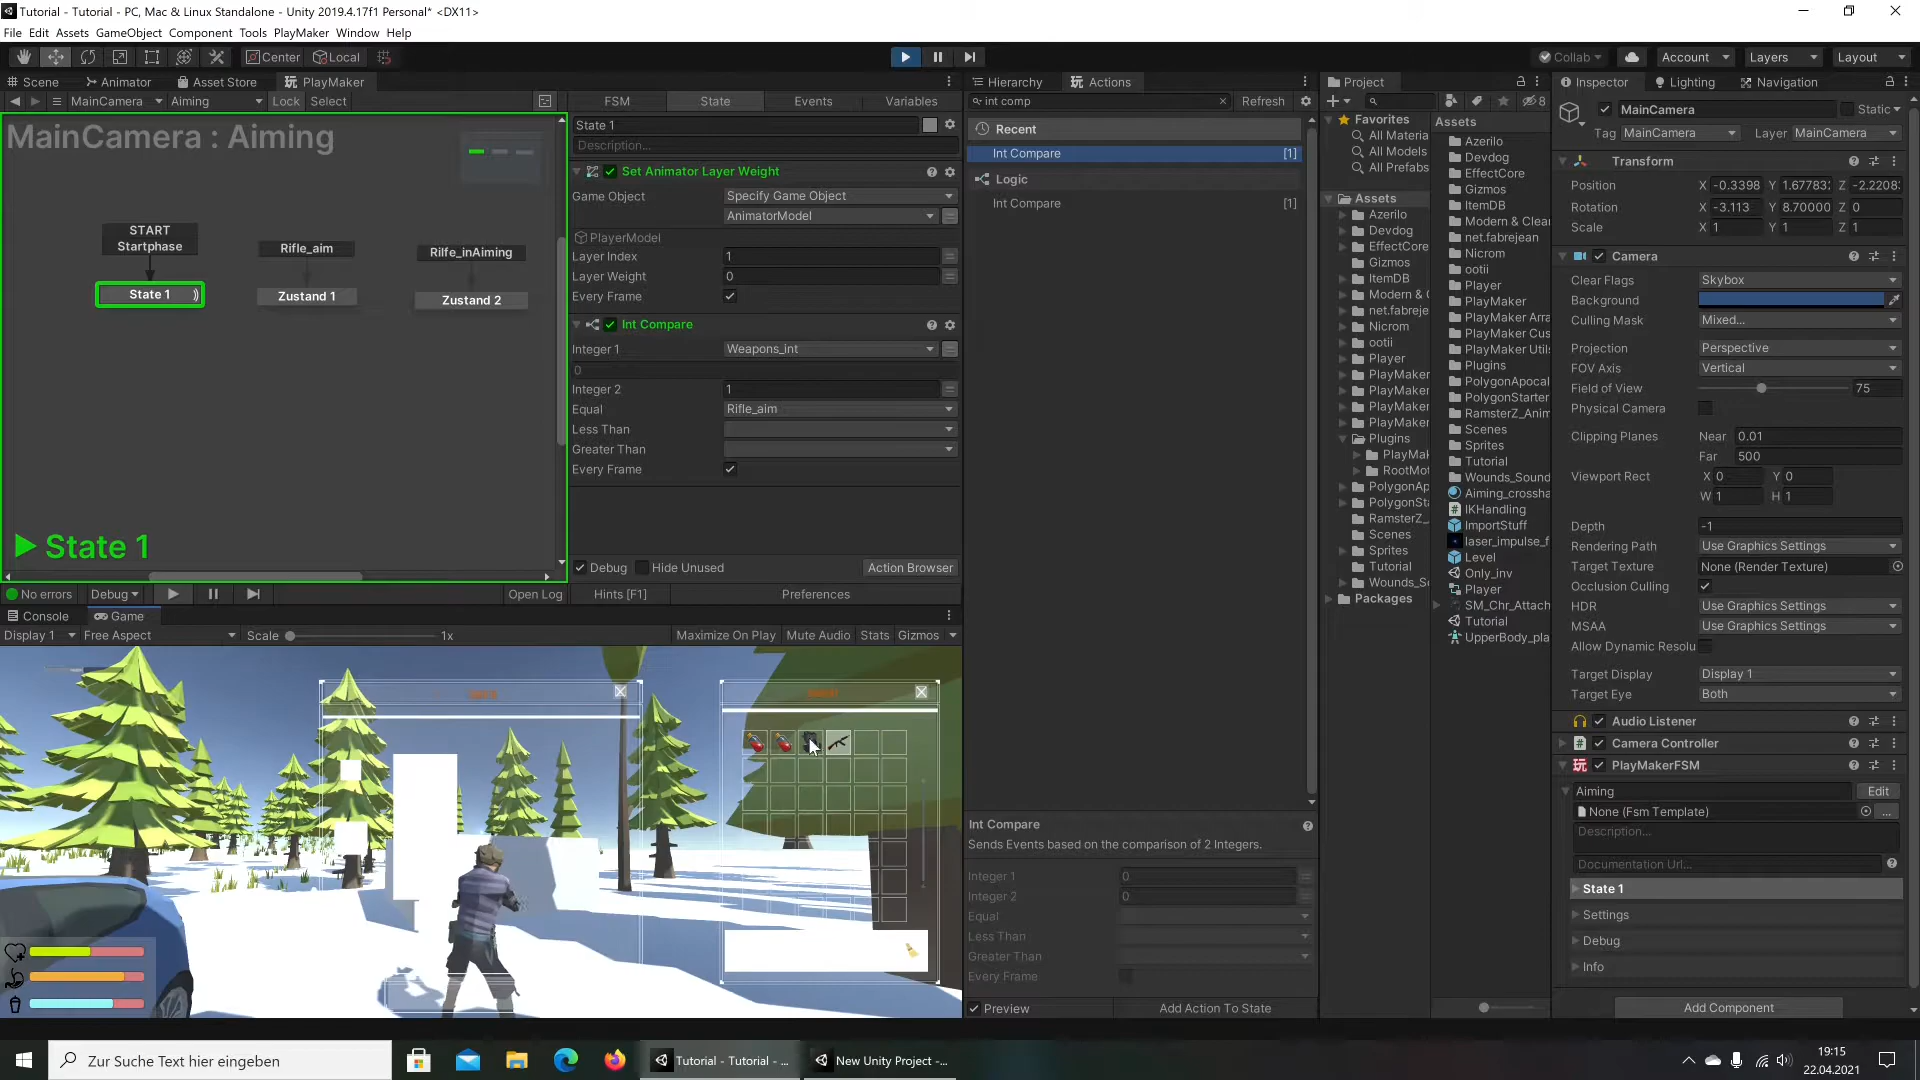 Tutorial - Tutorial - PC, Mac & Linux Standalone - Unity 2019.4.17f1 Personal* <DX11>
File Edit Assets GameObject Component Tools PlayMaker Window Help
Center Local Collab Account Layers Layout
Scene Animator Asset Store PlayMaker
MainCamera Aiming Lock Select
MainCamera : Aiming
START
Startphase
State 1
Rifle_aim
Zustand 1
Rilfe_inAiming
Zustand 2
State 1
No errors Debug Open Log
FSM State Events Variables
State 1
Description...
Set Animator Layer Weight
Game Object Specify Game Object
AnimatorModel
PlayerModel
Layer Index 1
Layer Weight 0
Every Frame
Int Compare
Integer 1 Weapons_int
0
Integer 2 1
Equal Rifle_aim
Less Than
Greater Than
Every Frame
Debug Hide Unused Action Browser
Hints [F1] Preferences
Console Game
Display 1 Free Aspect Scale 1x Maximize On Play Mute Audio Stats Gizmos
Hierarchy Actions
int comp Refresh
Recent
Int Compare [1]
Logic
Int Compare [1]
Int Compare
Sends Events based on the comparison of 2 Integers.
Integer 1 0
Integer 2 0
Equal
Less Than
Greater Than
Every Frame
Preview Add Action To State
Project
8
Favorites
All Materia
All Models
All Prefabs
Assets
Azerilo
Devdog
EffectCore
Gizmos
ItemDB
Modern & C
net.fabreje
Nicrom
ootii
Player
PlayMaker
PlayMaker
PlayMaker
PlayMaker
Plugins
PlayMak
RootMot
PolygonAp
PolygonSta
RamsterZ_
Scenes
Sprites
Tutorial
Wounds_So
Packages
Assets
Azerilo
Devdog
EffectCore
Gizmos
ItemDB
Modern & Clea
net.fabrejean
Nicrom
ootii
Player
PlayMaker
PlayMaker Arra
PlayMaker Cus
PlayMaker Utils
Plugins
PolygonApocal
PolygonStarter
RamsterZ_Anim
Scenes
Sprites
Tutorial
Wounds_Sound
Aiming_crossha
IKHandling
ImportStuff
laser_impulse_f
Level
Only_inv
Player
SM_Chr_Attach
Tutorial
UpperBody_pla
Inspector Lighting Navigation
MainCamera Static
Tag MainCamera Layer MainCamera
Transform
Position X -0.3398 Y 1.67783 Z -2.2208
Rotation X -3.113 Y 8.70000 Z 0
Scale X 1 Y 1 Z 1
Camera
Clear Flags Skybox
Background
Culling Mask Mixed...
Projection Perspective
FOV Axis Vertical
Field of View 75
Physical Camera
Clipping Planes Near 0.01
Far 500
Viewport Rect X 0 Y 0
W 1 H 1
Depth -1
Rendering Path Use Graphics Settings
Target Texture None (Render Texture)
Occlusion Culling
HDR Use Graphics Settings
MSAA Use Graphics Settings
Allow Dynamic Resolu
Target Display Display 1
Target Eye Both
Audio Listener
Camera Controller
PlayMakerFSM
Aiming Edit
None (Fsm Template) ...
Description...
Documentation Url...
State 1
Settings
Debug
Info
Add Component
Zur Suche Text hier eingeben
Tutorial - Tutorial - ...
New Unity Project -...
19:15
22.04.2021